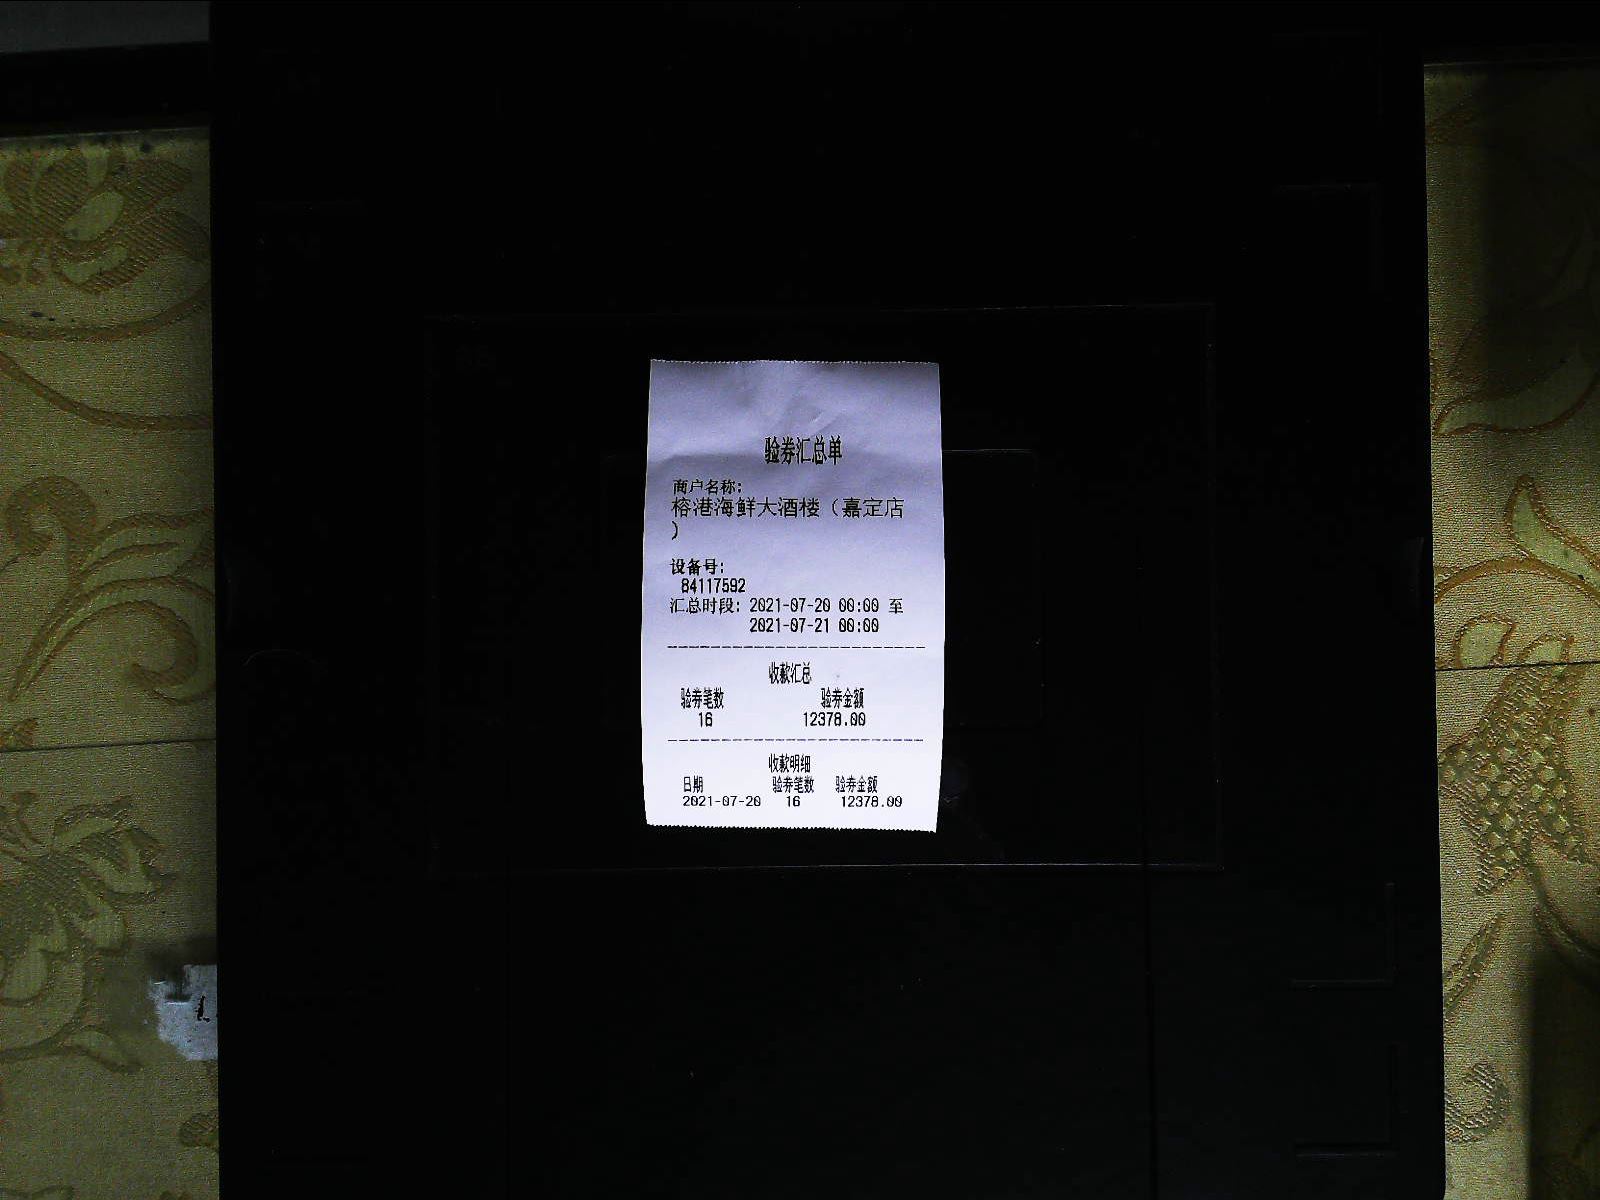 验券汇总单
商户名称:
榕港海鲜大酒楼（嘉定店
）
设备号:
84117592
汇总时段: 2021-07-20 00:00 至
2021-07-21 00:00
收款汇总
验券笔数 验券金额
16 12378.00
收款明细
日期 验券笔数 验券金额
2021-07-20 16 12378.00